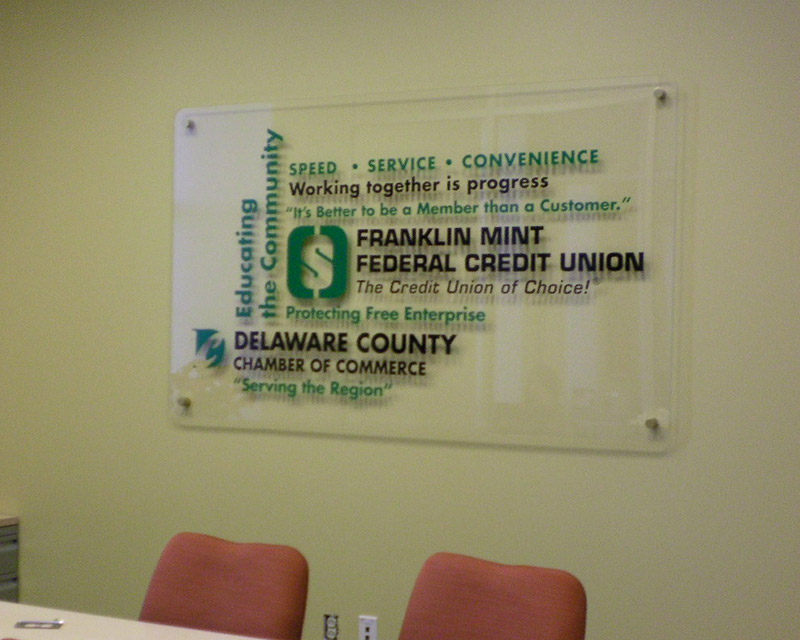 Educating
the Community
SPEED • SERVICE • CONVENIENCE
Working together is progress
"It's Better to be a Member than a Customer."
FRANKLIN MINT
FEDERAL CREDIT UNION
The Credit Union of Choice!
Protecting Free Enterprise
DELAWARE COUNTY
CHAMBER OF COMMERCE
"Serving the Region"